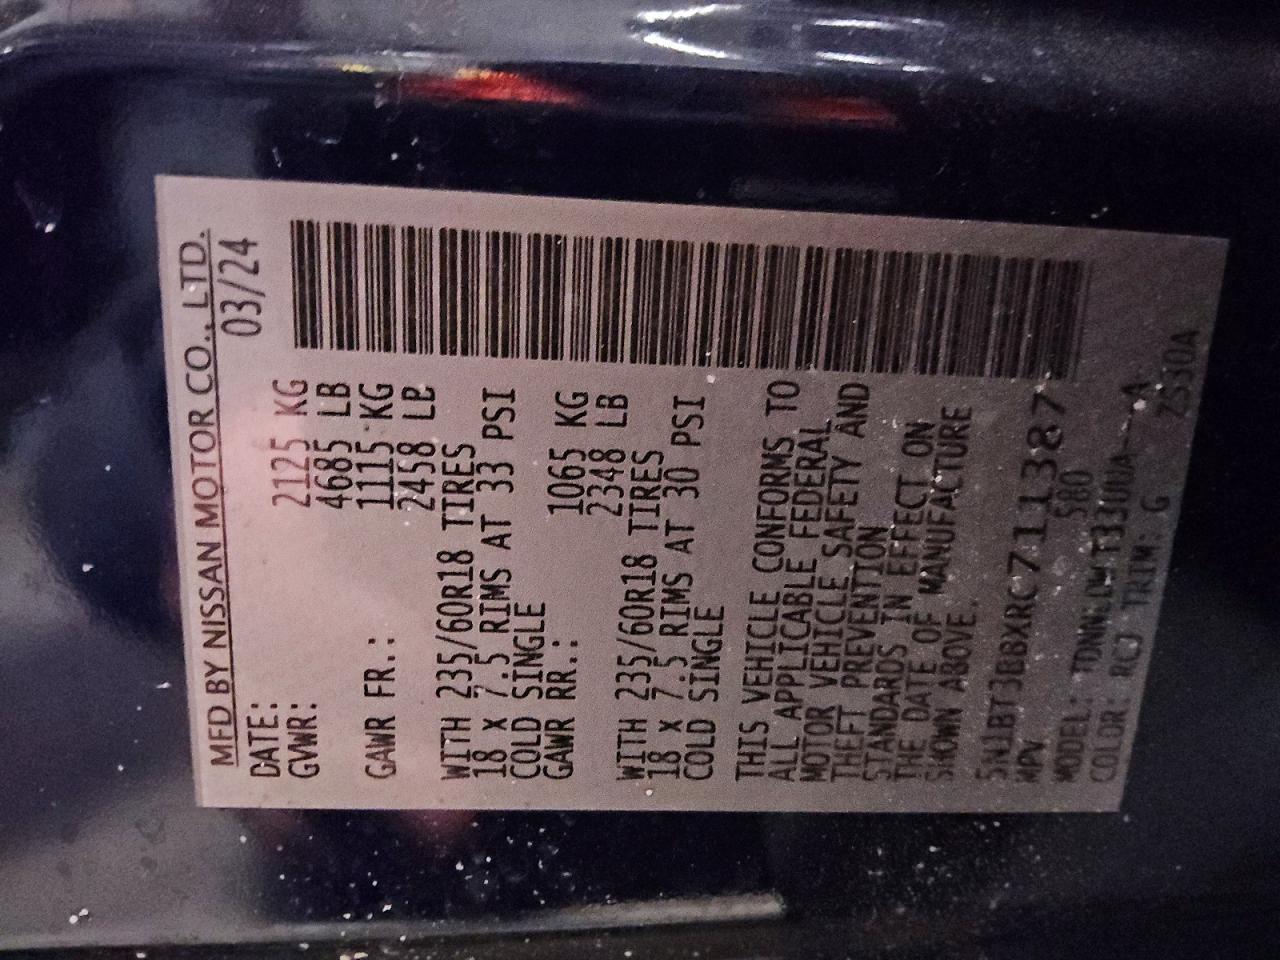 MFD BY NISSAN MOTOR CO., LTD.
DATE: 03/24
GVWR: 2125 KG
4685 LB
GAWR FR.: 1115 KG
2458 LB
WITH 235/60R18 TIRES
18 X 7.5 RIMS AT 33 PSI
COLD SINGLE
GAWR RR.: 1065 KG
2348 LB
WITH 235/60R18 TIRES
18 X 7.5 RIMS AT 30 PSI
COLD SINGLE
THIS VEHICLE CONFORMS TO
ALL APPLICABLE FEDERAL
MOTOR VEHICLE SAFETY AND
THEFT PREVENTION
STANDARDS IN EFFECT ON
THE DATE OF MANUFACTURE
SHOWN ABOVE.
5N1BT3BBXRC711387
MPV S80
MODEL:
COLOR: RCJ TRIM: G ZS30A